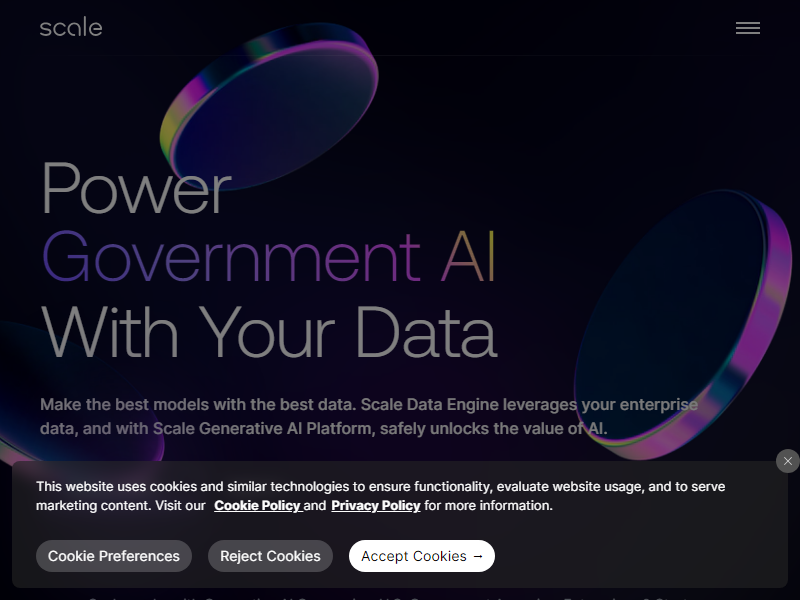 scale
Power
Government AI
With Your Data
Make the best models with the best data. Scale Data Engine leverages your enterprise
data, and with Scale Generative AI Platform, safely unlocks the value of AI.
This website uses cookies and similar technologies to ensure functionality, evaluate website usage, and to serve
marketing content. Visit our Cookie Policy and Privacy Policy for more information.
Cookie Preferences
Reject Cookies
Accept Cookies →